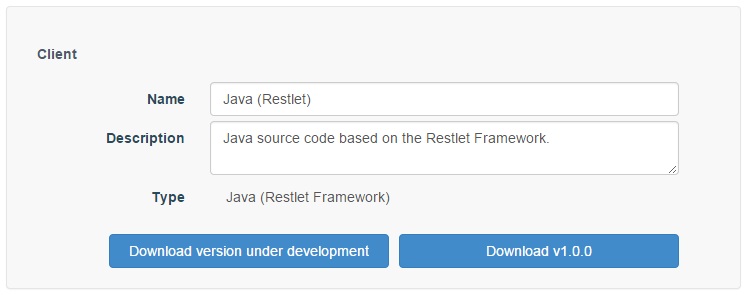 Client
Name Java (Restlet)
Description Java source code based on the Restlet Framework.
Type Java (Restlet Framework)
Download version under development Download v1.0.0